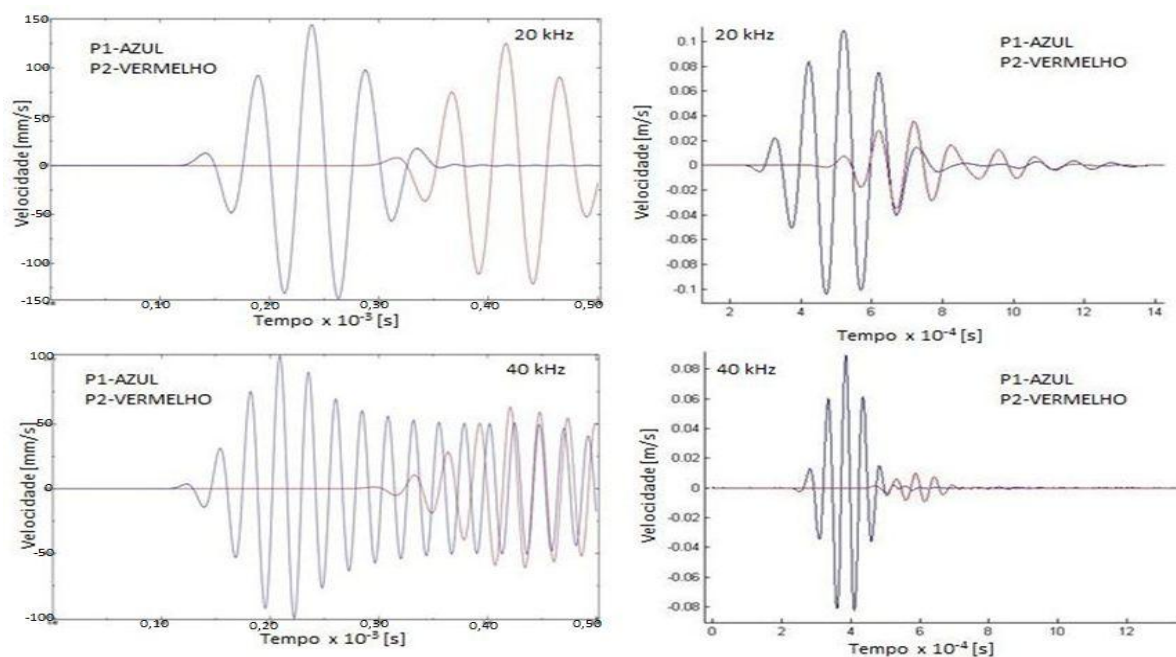 150
100
50
0
-50
-100
-150
0,10
0,20
0,30
0,40
0,50
P1-AZUL
P2-VERMELHO
20 kHz
Velocidade [mm/s]
Tempo x 10-3 [s]
0.1
0.08
0.06
0.04
0.02
0
-0.02
-0.04
-0.06
-0.08
-0.1
2
4
6
8
10
12
14
20 kHz
P1-AZUL
P2-VERMELHO
Velocidade [m/s]
Tempo x 10-4 [s]
100
50
0
-50
-100
0,10
0,20
0,30
0,40
0,50
P1-AZUL
P2-VERMELHO
40 kHz
Velocidade [mm/s]
Tempo x 10-3 [s]
0.08
0.06
0.04
0.02
0
-0.02
-0.04
-0.06
-0.08
0
2
4
6
8
10
12
40 kHz
P1-AZUL
P2-VERMELHO
Velocidade [m/s]
Tempo x 10-4 [s]